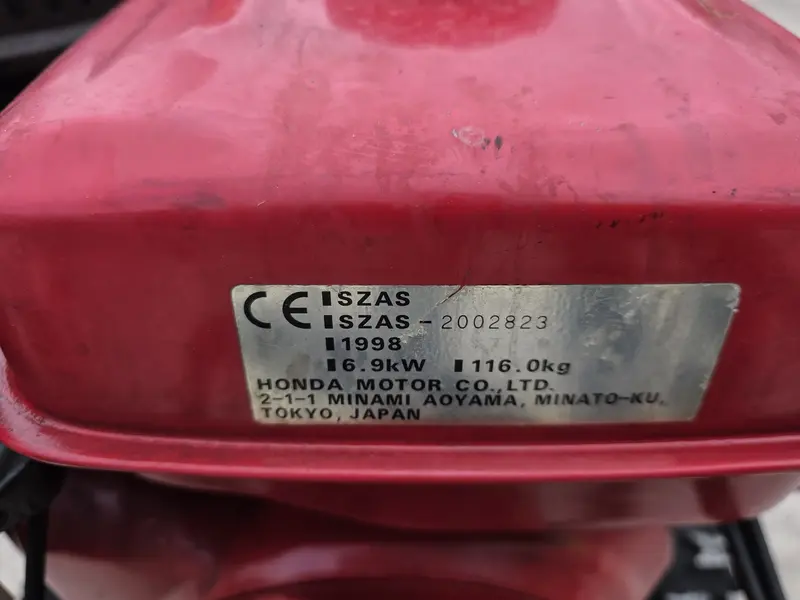 CE ▮SZAS
▮SZAS-2002823
▮1998
▮6.9kW ▮116.0kg
HONDA MOTOR CO.,LTD.
2-1-1 MINAMI AOYAMA, MINATO-KU,
TOKYO, JAPAN